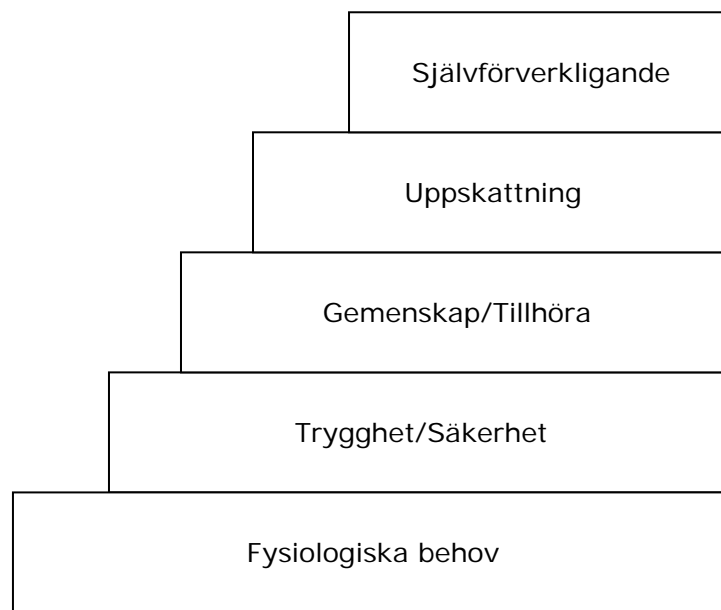 Självförverkligande
Uppskattning
Gemenskap/Tillhöra
Trygghet/Säkerhet
Fysiologiska behov